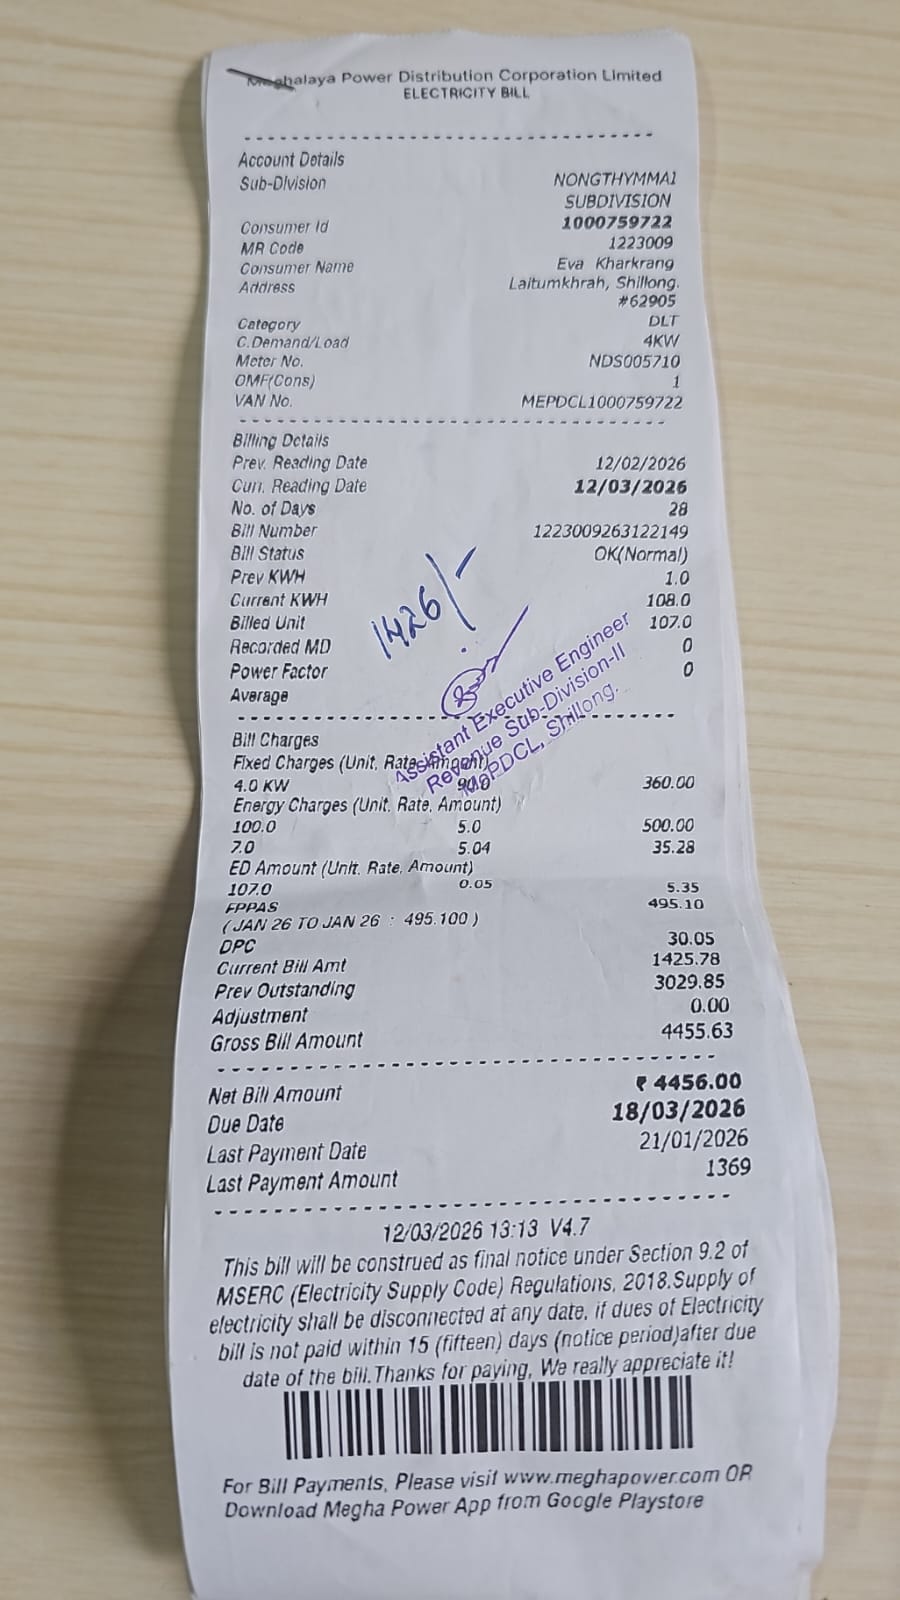 Meghalaya Power Distribution Corporation Limited
ELECTRICITY BILL
Account Details
Sub-Division NONGTHYMMAI
SUBDIVISION
Consumer Id 1000759722
MR Code 1223009
Consumer Name Eva Kharkrang
Address Laitumkhrah, Shillong.
#62905
Category DLT
C.Demand/Load 4KW
Meter No. NDS005710
OMF(Cons) 1
VAN No. MEPDCL1000759722
Billing Details
Prev. Reading Date 12/02/2026
Curr. Reading Date 12/03/2026
No. of Days 28
Bill Number 1223009263122149
Bill Status OK(Normal)
Prev KWH 1.0
Current KWH 108.0
Billed Unit 107.0
Recorded MD 0
Power Factor 0
Average
1426/-
Assistant Executive Engineer
Revenue Sub-Division-II
MePDCL, Shillong.
Bill Charges
Fixed Charges (Unit, Rate, Amount)
4.0 KW 90.0 360.00
Energy Charges (Unit, Rate, Amount)
100.0 5.0 500.00
7.0 5.04 35.28
ED Amount (Unit, Rate, Amount)
107.0 0.05 5.35
FPPAS 495.10
(JAN 26 TO JAN 26 : 495.100 )
DPC 30.05
Current Bill Amt 1425.78
Prev Outstanding 3029.85
Adjustment 0.00
Gross Bill Amount 4455.63
Net Bill Amount ₹ 4456.00
Due Date 18/03/2026
Last Payment Date 21/01/2026
Last Payment Amount 1369
12/03/2026 13:13 V4.7
This bill will be construed as final notice under Section 9.2 of
MSERC (Electricity Supply Code) Regulations, 2018.Supply of
electricity shall be disconnected at any date, if dues of Electricity
bill is not paid within 15 (fifteen) days (notice period)after due
date of the bill.Thanks for paying, We really appreciate it!
For Bill Payments, Please visit www.meghapower.com OR
Download Megha Power App from Google Playstore